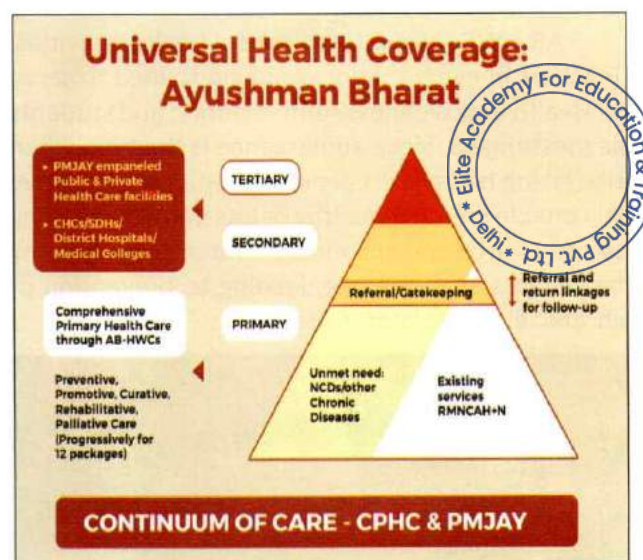 Universal Health Coverage:
Ayushman Bharat
▸ PMJAY empaneled
Public & Private
Health Care facilities
▸ CHCs/SDHs/
District Hospitals/
Medical Golleges
TERTIARY
SECONDARY
PRIMARY
Comprehensive
Primary Health Care
through AB-HWCs
Preventive,
Promotive, Curative,
Rehabilitative,
Palliative Care
(Progressively for
12 packages)
Referral/Gatekeeping
Referral and
return linkages
for follow-up
Unmet need:
NCDs/other
Chronic
Diseases
Existing
services
RMNCAH+N
CONTINUUM OF CARE - CPHC & PMJAY
Elite Academy For Education & Training Pvt. Ltd. * Delhi *